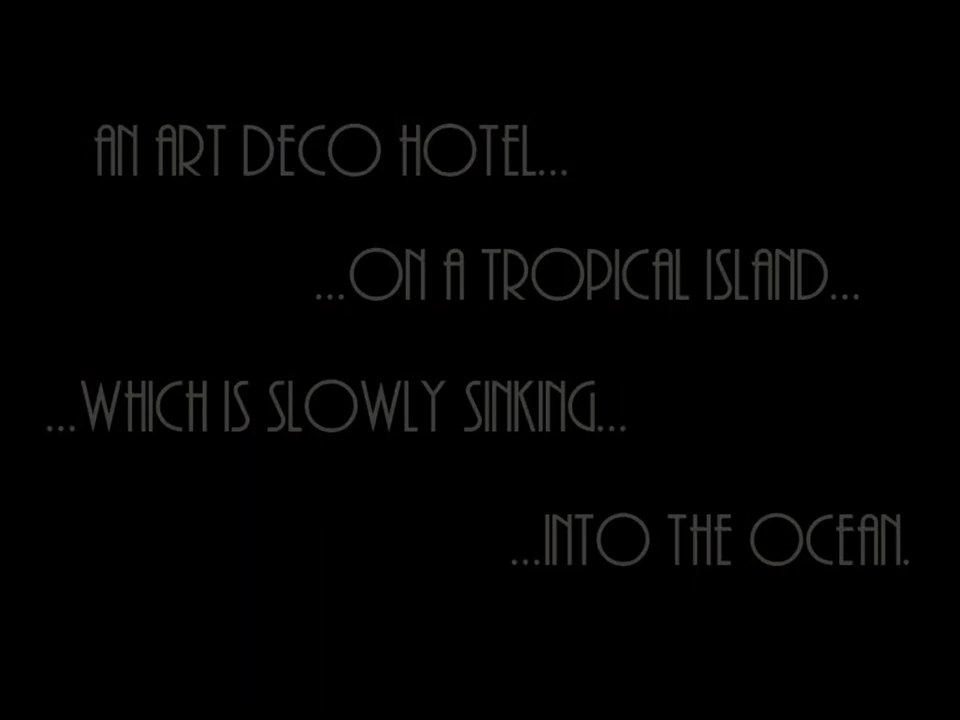 AN ART DECO HOTEL...
...ON A TROPICAL ISLAND...
...WHICH IS SLOWLY SINKING...
...INTO THE OCEAN.